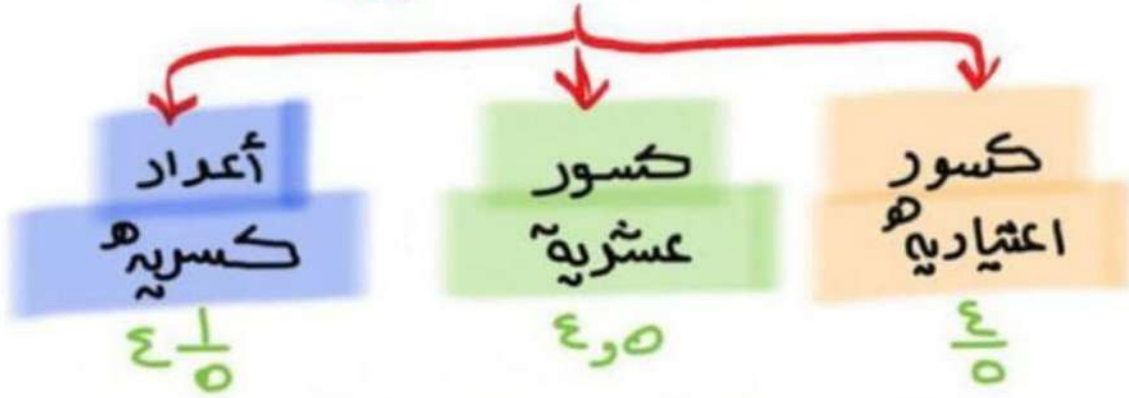 كسور
اعتيادية
٤/٥
كسور
عشرية
٤,٥
أعداد
كسرية
٤ ١/٥